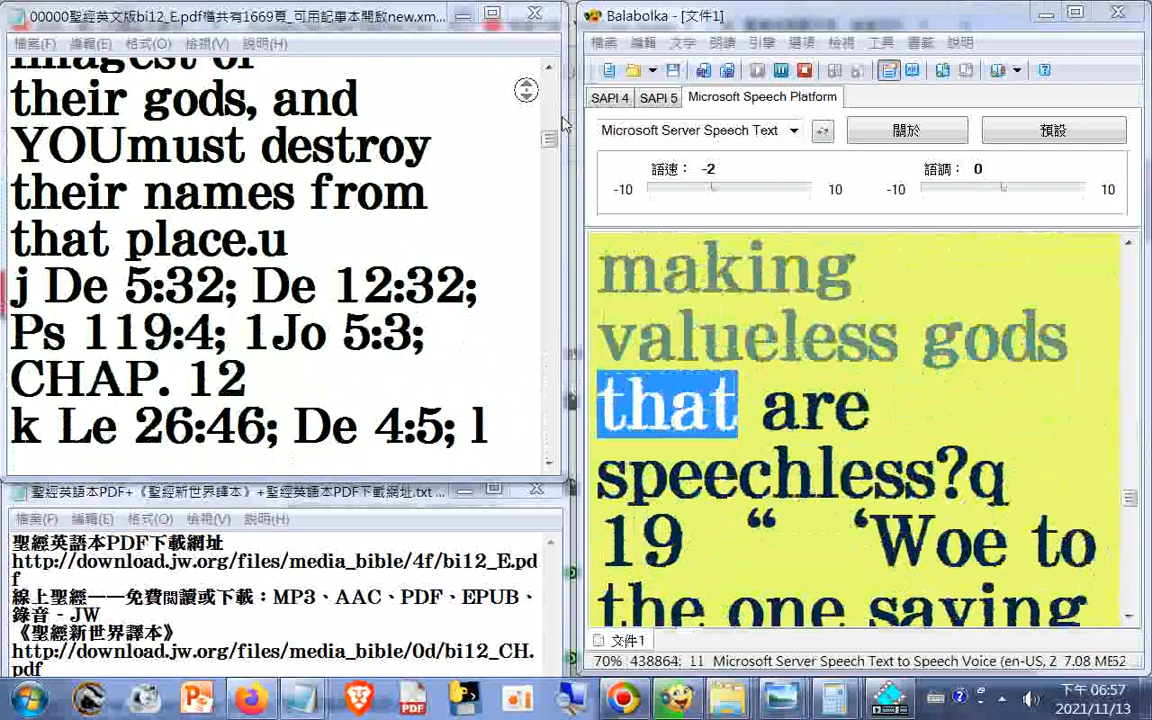 00000聖經英文版bi12_E.pdf檔共有1669頁_可用記事本開啟new.xm...
檔案(F) 編輯(E) 格式(O) 檢視(V) 說明(H)
imagest of
their gods, and
YOUmust destroy
their names from
that place.u
j De 5:32; De 12:32;
Ps 119:4; 1Jo 5:3;
CHAP. 12
k Le 26:46; De 4:5; l
聖經英語本PDF+《聖經新世界譯本》+聖經英語本PDF下載網址.txt ...
檔案(F) 編輯(E) 格式(O) 檢視(V) 說明(H)
聖經英語本PDF下載網址
http://download.jw.org/files/media_bible/4f/bi12_E.pd
f
線上聖經——免費閱讀或下載：MP3、AAC、PDF、EPUB、
錄音 - JW
《聖經新世界譯本》
http://download.jw.org/files/media_bible/0d/bi12_CH.
pdf
Balabolka - [文件1]
檔案 編輯 文字 朗讀 引擎 選項 檢視 工具 書籤 說明
SAPI 4 SAPI 5 Microsoft Speech Platform
Microsoft Server Speech Text 關於 預設
語速： -2 語調： 0
-10 10 -10 10
making
valueless gods
that are
speechless?q
19 “ ‘Woe to
the one saying
文件1
70% 438864: 11 Microsoft Server Speech Text to Speech Voice (en-US, Z 7.08 ME52
下午 06:57
2021/11/13